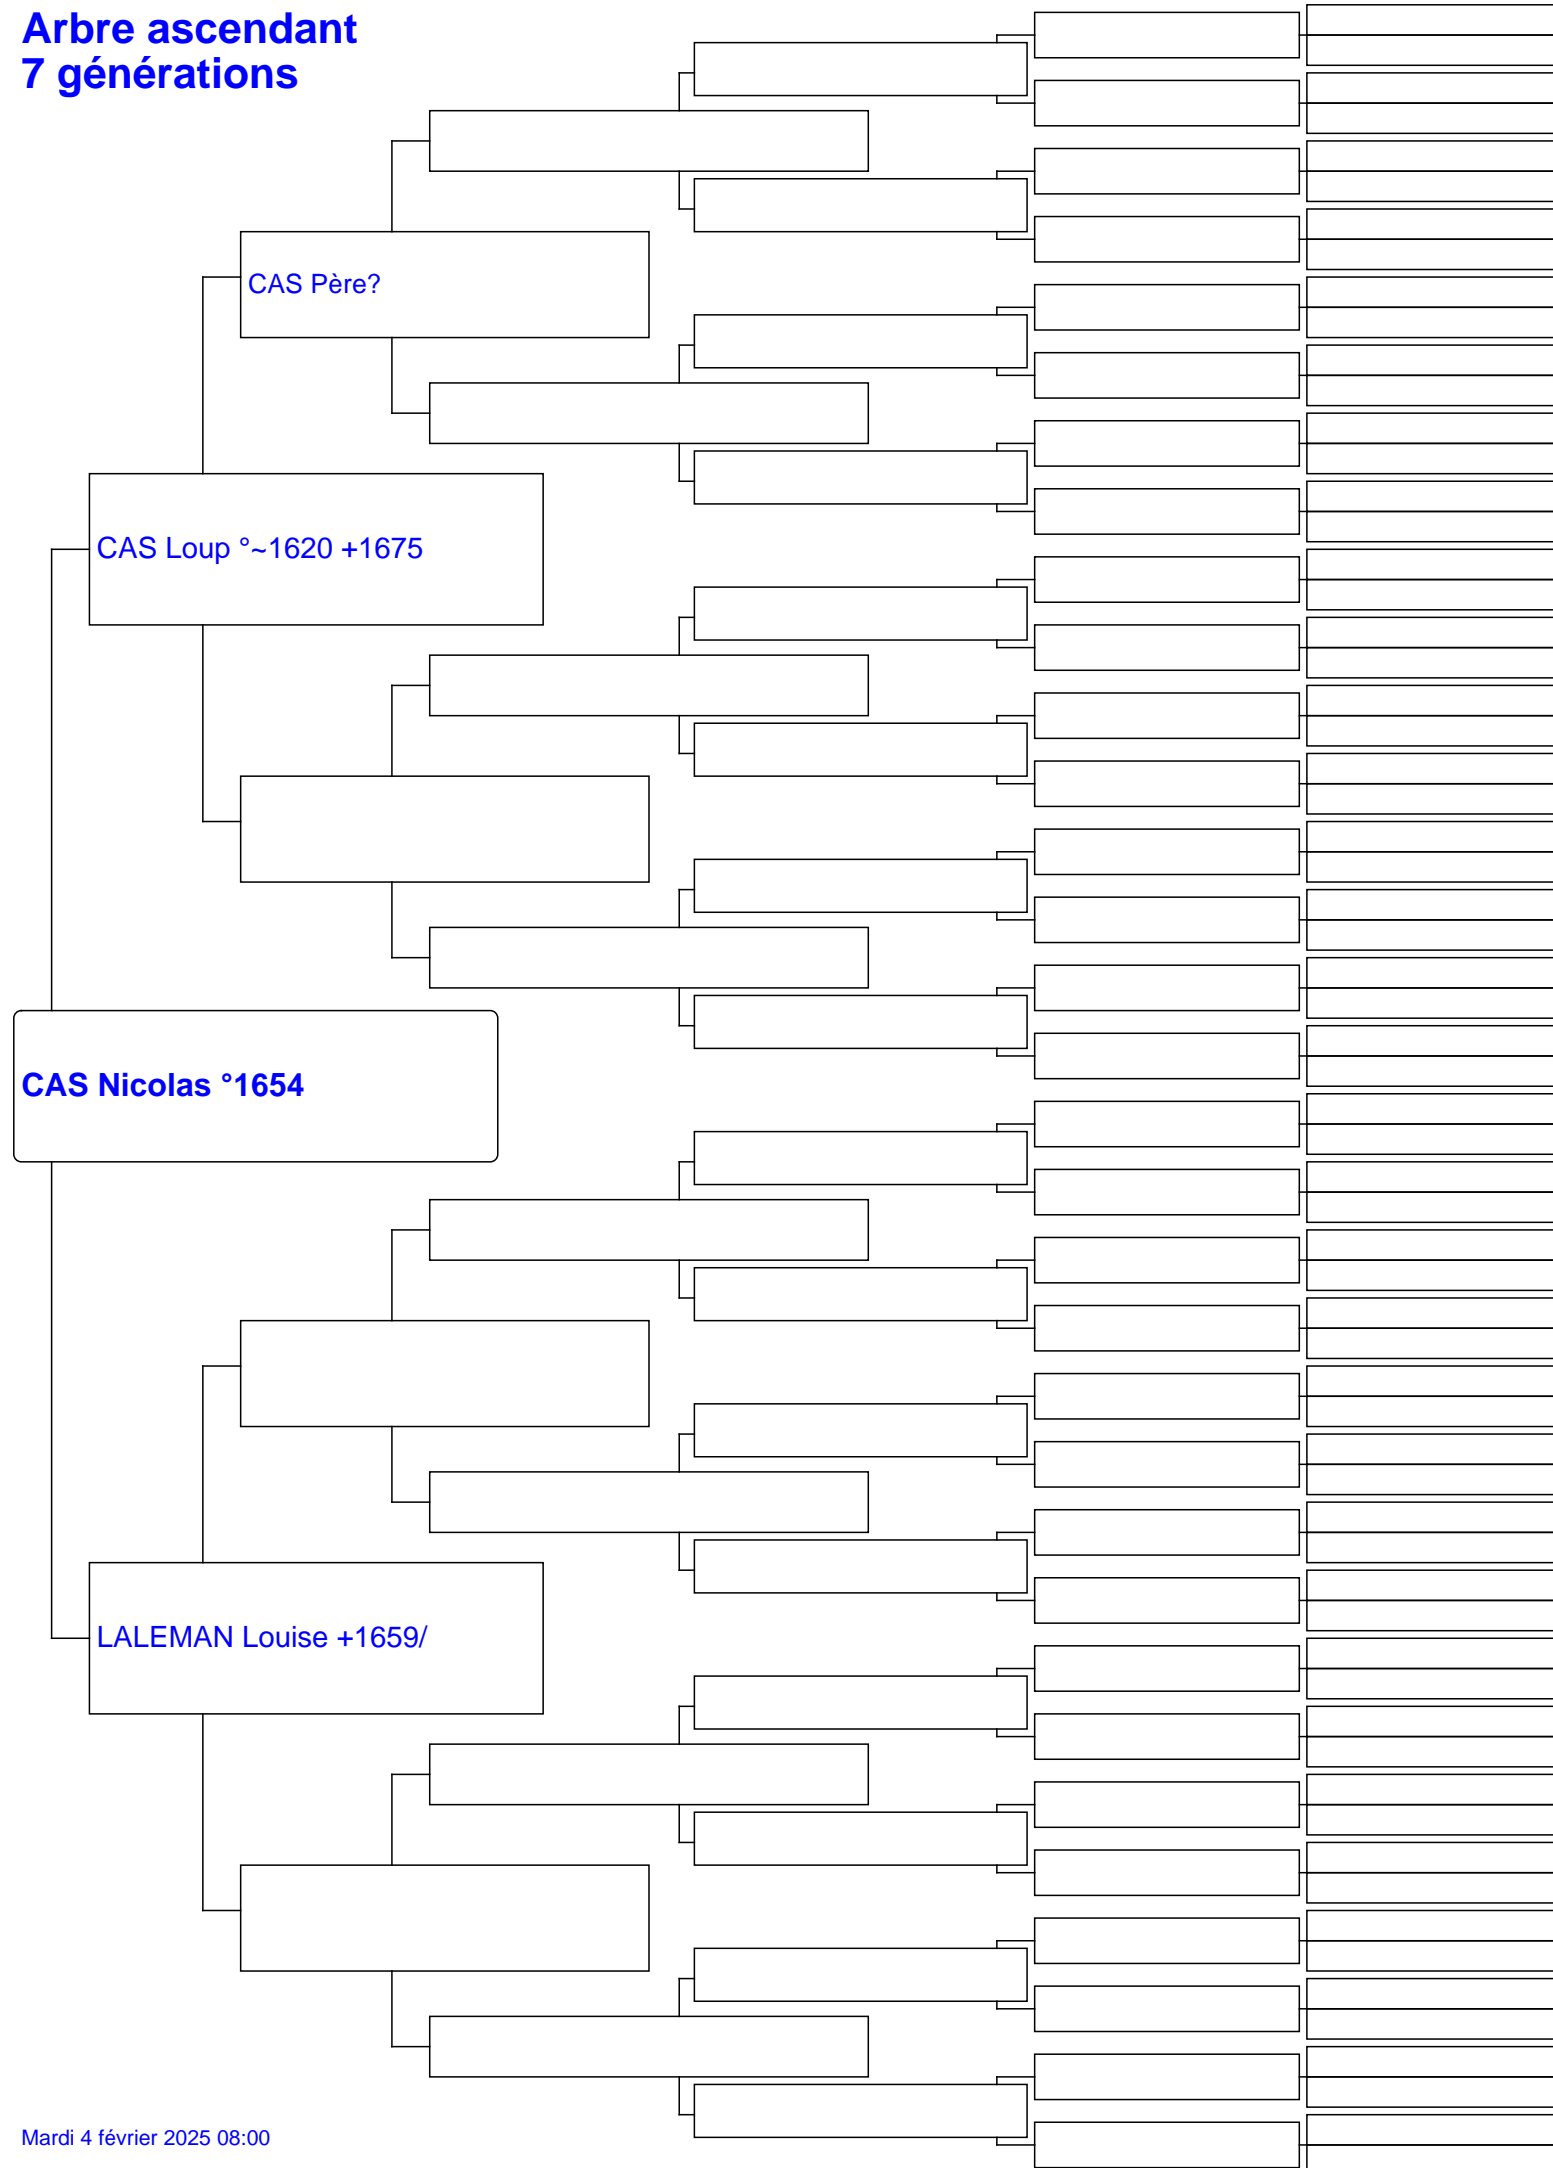 Arbre ascendant
7 générations
CAS Père?
CAS Loup °~1620 +1675
CAS Nicolas °1654
LALEMAN Louise +1659/
Mardi 4 février 2025 08:00